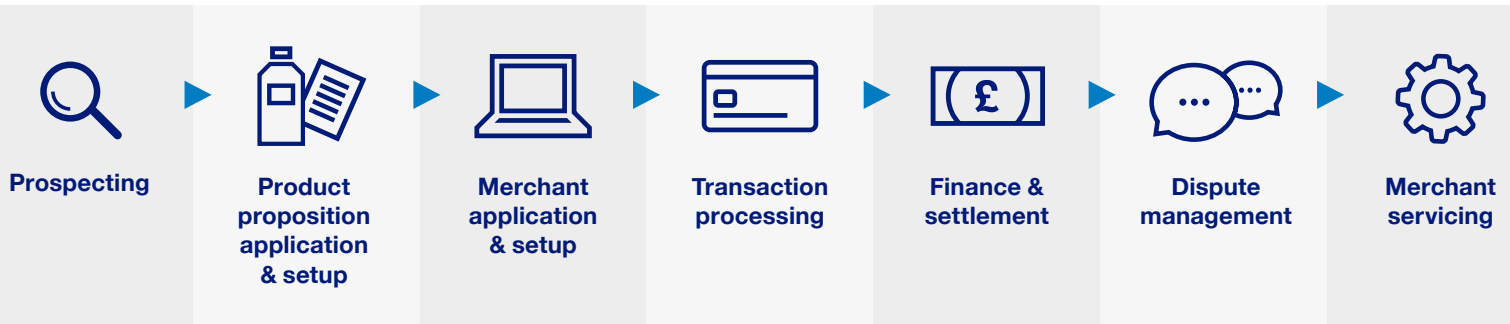 Prospecting
Product
proposition
application
& setup
Merchant
application
& setup
Transaction
processing
£
Finance &
settlement
Dispute
management
Merchant
servicing